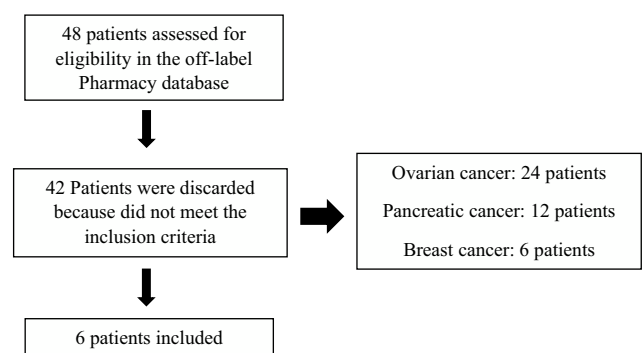 48 patients assessed for
eligibility in the off-label
Pharmacy database
42 Patients were discarded
because did not meet the
inclusion criteria
Ovarian cancer: 24 patients
Pancreatic cancer: 12 patients
Breast cancer: 6 patients
6 patients included